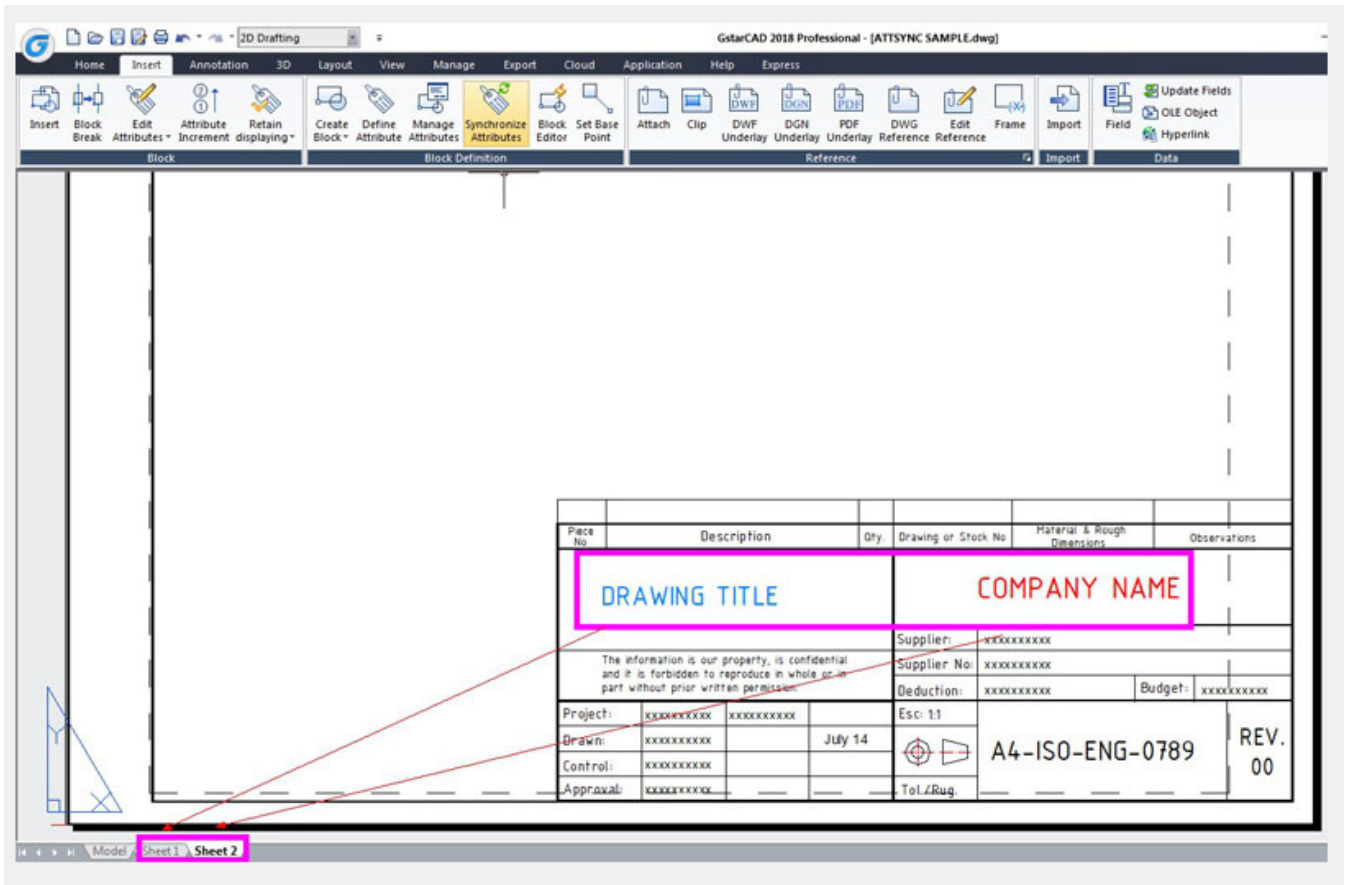 2D Drafting
GstarCAD 2018 Professional - [ATTSYNC SAMPLE.dwg]
Home Insert Annotation 3D Layout View Manage Export Cloud Application Help Express
Insert
Block Break
Edit Attributes
Attribute Increment
Retain displaying
Create Block
Define Attribute
Manage Attributes
Synchronize Attributes
Block Editor
Set Base Point
Attach
Clip
DWF Underlay
DGN Underlay
PDF Underlay
DWG Reference
Edit Reference
Frame
Import
Field
Update Fields
OLE Object
Hyperlink
Block Block Definition Reference Import Data
Piece No
Description
Qty.
Drawing or Stock No
Material & Rough Dimensions
Observations
DRAWING TITLE
COMPANY NAME
The information is our property, is confidential
and it is forbidden to reproduce in whole or in
part without prior written permission.
Supplier: xxxxxxxxxx
Supplier No: xxxxxxxxxx
Deduction: xxxxxxxxxx Budget: xxxxxxxxxx
Project: xxxxxxxxxx xxxxxxxxxx
Drawn: xxxxxxxxxx July 14
Control: xxxxxxxxxx
Approval: xxxxxxxxxx
Esc: 1:1
Tol./Rug.
A4-ISO-ENG-0789
REV.
00
Y
X
Model Sheet 1 Sheet 2